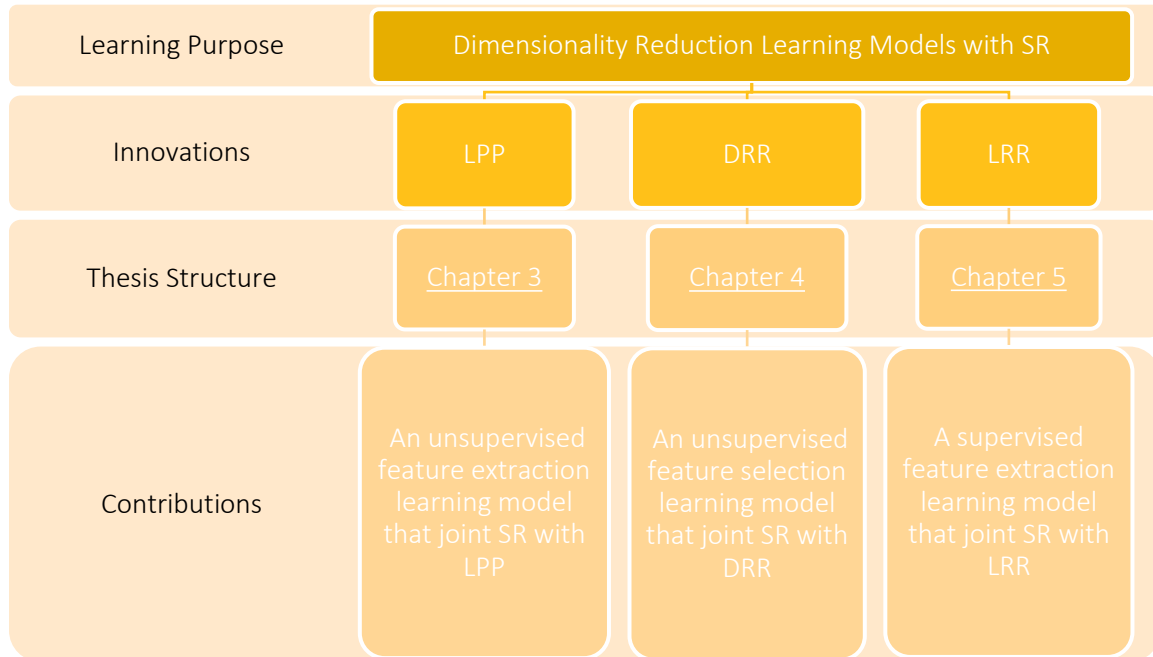 Learning Purpose
Dimensionality Reduction Learning Models with SR
Innovations
LPP
DRR
LRR
Thesis Structure
Chapter 3
Chapter 4
Chapter 5
Contributions
An unsupervised
feature extraction
learning model
that joint SR with
LPP
An unsupervised
feature selection
learning model
that joint SR with
DRR
A supervised
feature extraction
learning model
that joint SR with
LRR